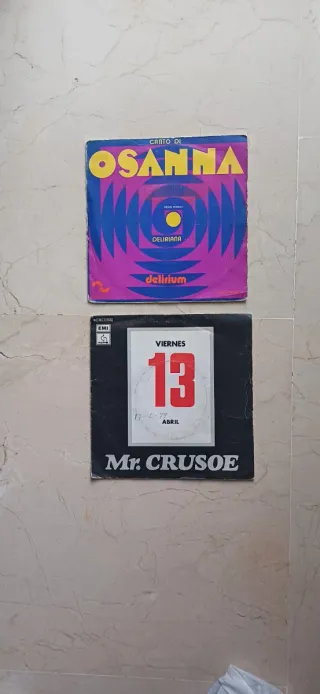 CANTO DI
OSANNA
DELIRIANA
delirium
EMI
VIERNES
13
ABRIL
Mr. CRUSOE